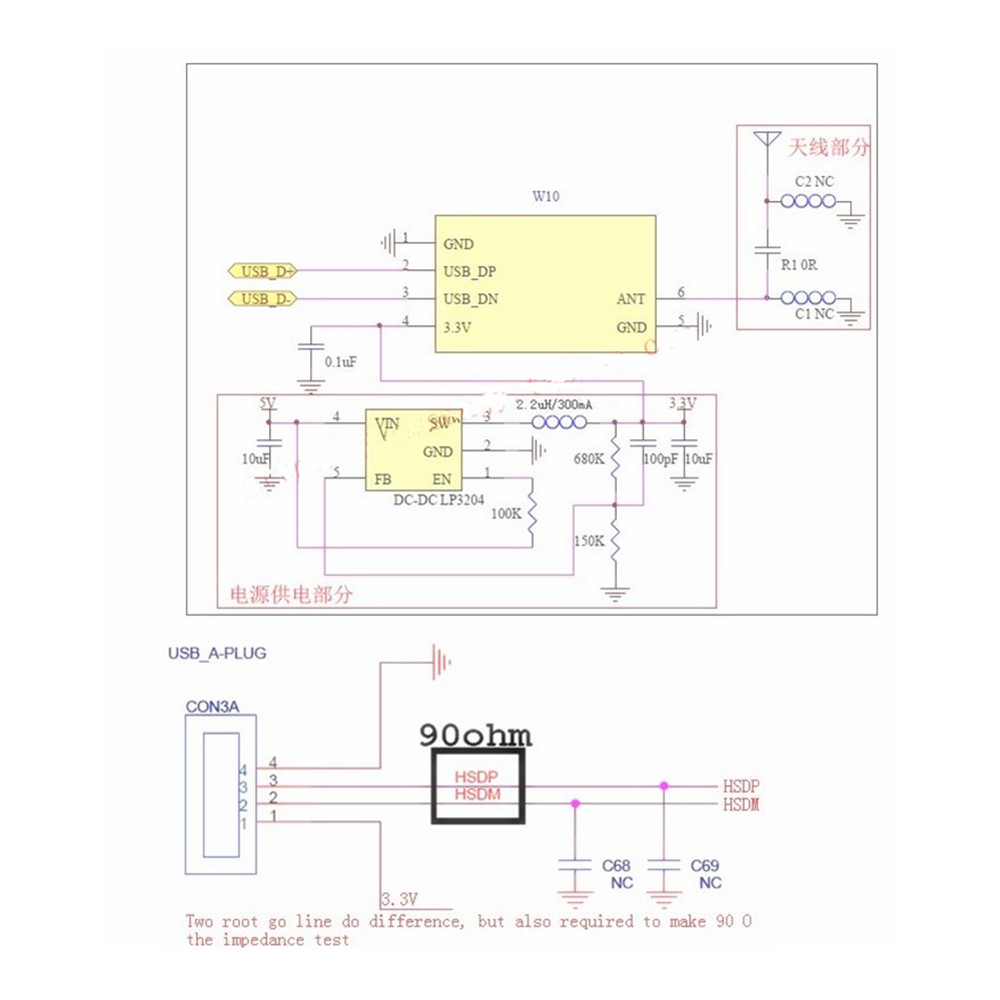 天线部分
C2 NC
R1 0R
C1 NC
W10
1 GND
USB_D+ 2 USB_DP
USB_D- 3 USB_DN ANT 6
4 3.3V GND 5
0.1uF
5V 2.2uH/300mA 3.3V
4 VIN SW 3
10uF GND 2 680K 100pF 10uF
5 FB EN 1
DC-DC LP3204
100K
150K
电源供电部分
USB_A-PLUG
CON3A
90ohm
4 4
3 3 HSDP HSDP
2 2 HSDM HSDM
1 1
C68 C69
NC NC
3.3V
Two root go line do difference, but also required to make 90 O
the impedance test